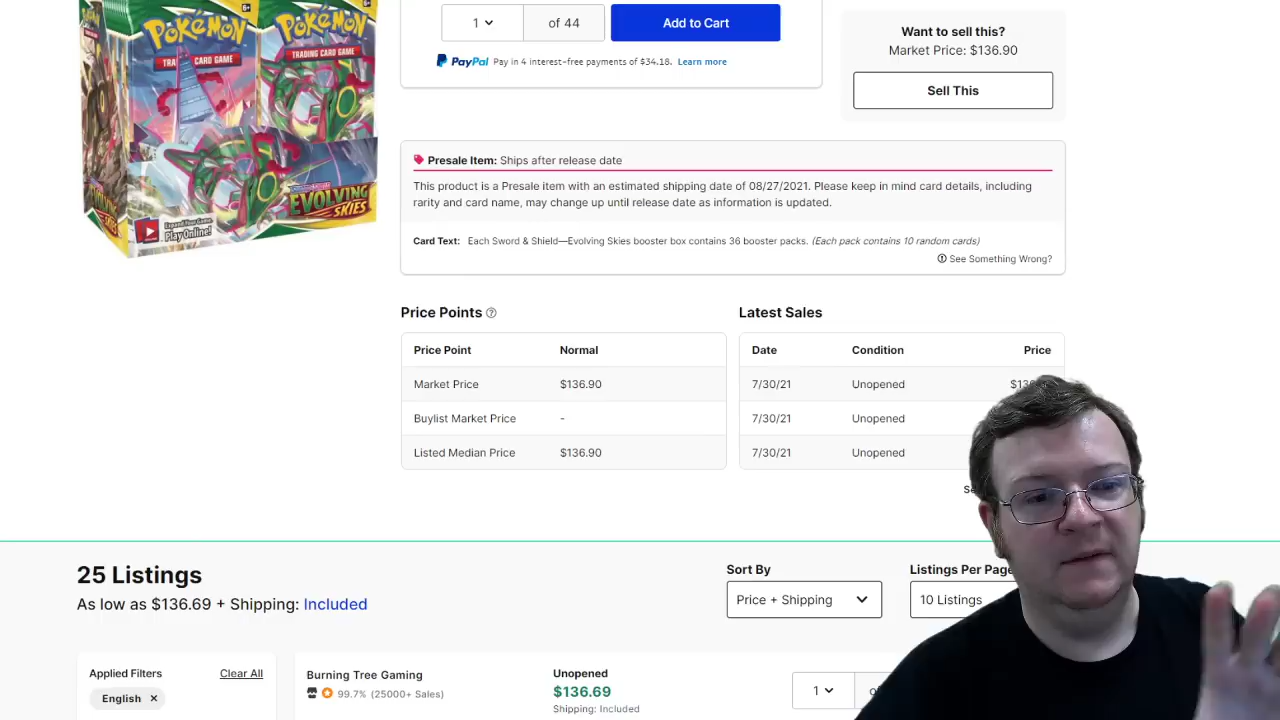 POKÉMON
POKÉMON
TRADING CARD GAME
TRA CARD GAME
EVOLVING
SKIES
Play Online!
1
of 44
Add to Cart
PayPal Pay in 4 interest-free payments of $34.18. Learn more
Want to sell this?
Market Price: $136.90
Sell This
Presale Item: Ships after release date
This product is a Presale item with an estimated shipping date of 08/27/2021. Please keep in mind card details, including
rarity and card name, may change up until release date as information is updated.
Card Text: Each Sword & Shield—Evolving Skies booster box contains 36 booster packs. (Each pack contains 10 random cards)
See Something Wrong?
Price Points
Price Point Normal
Market Price $136.90
Buylist Market Price -
Listed Median Price $136.90
Latest Sales
Date Condition Price
7/30/21 Unopened
7/30/21 Unopened
7/30/21 Unopened
25 Listings
As low as $136.69 + Shipping: Included
Sort By
Price + Shipping
Listings Per Page
10 Listings
Applied Filters Clear All
English ×
Burning Tree Gaming
99.7% (25000+ Sales)
Unopened
$136.69
Shipping: Included
1